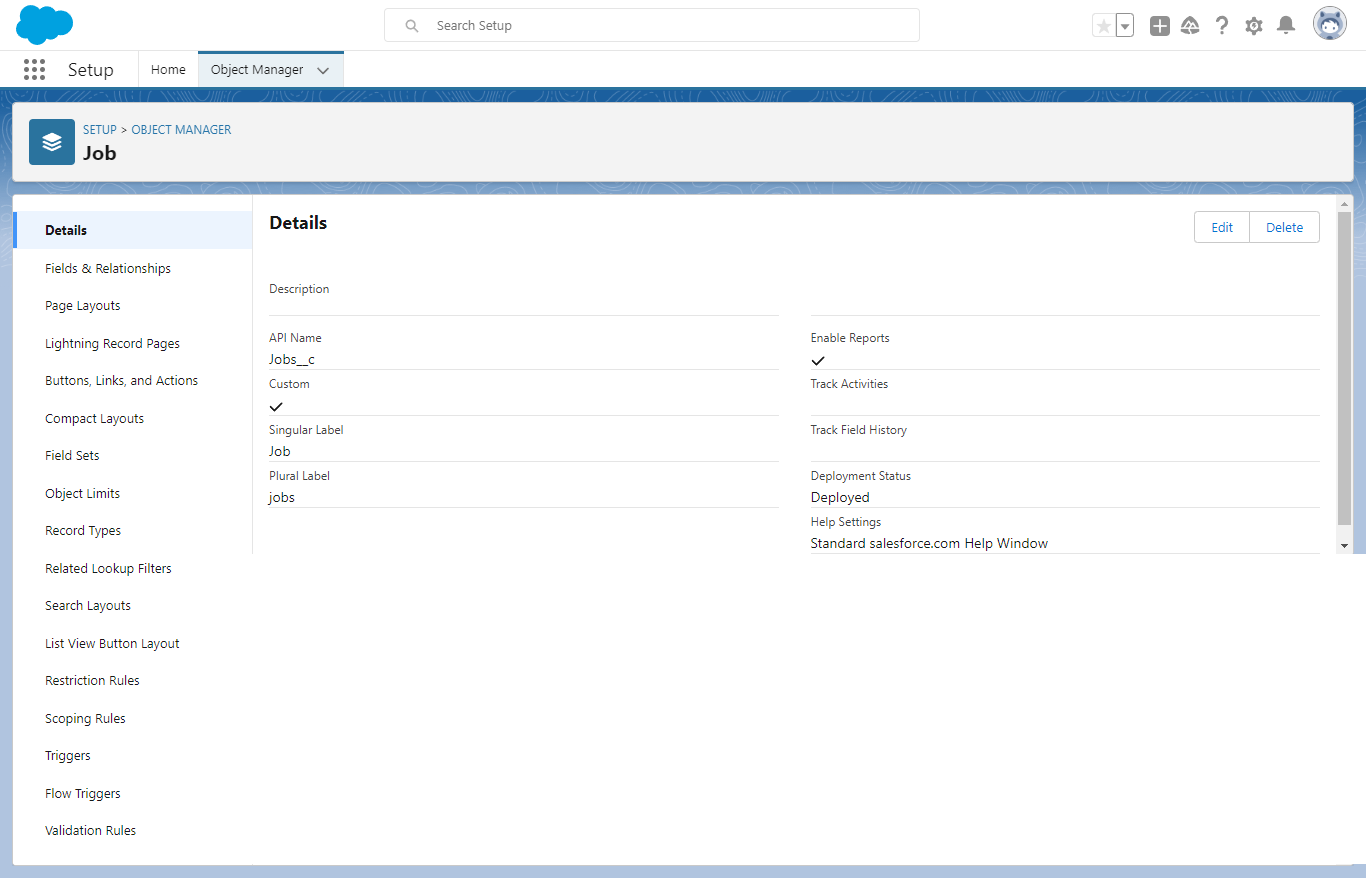 Search Setup
Setup
Home
Object Manager
SETUP > OBJECT MANAGER
Job
Details
Fields & Relationships
Page Layouts
Lightning Record Pages
Buttons, Links, and Actions
Compact Layouts
Field Sets
Object Limits
Record Types
Related Lookup Filters
Search Layouts
List View Button Layout
Restriction Rules
Scoping Rules
Triggers
Flow Triggers
Validation Rules
Details
Edit
Delete
Description
API Name
Jobs__c
Custom
Singular Label
Job
Plural Label
jobs
Enable Reports
Track Activities
Track Field History
Deployment Status
Deployed
Help Settings
Standard salesforce.com Help Window